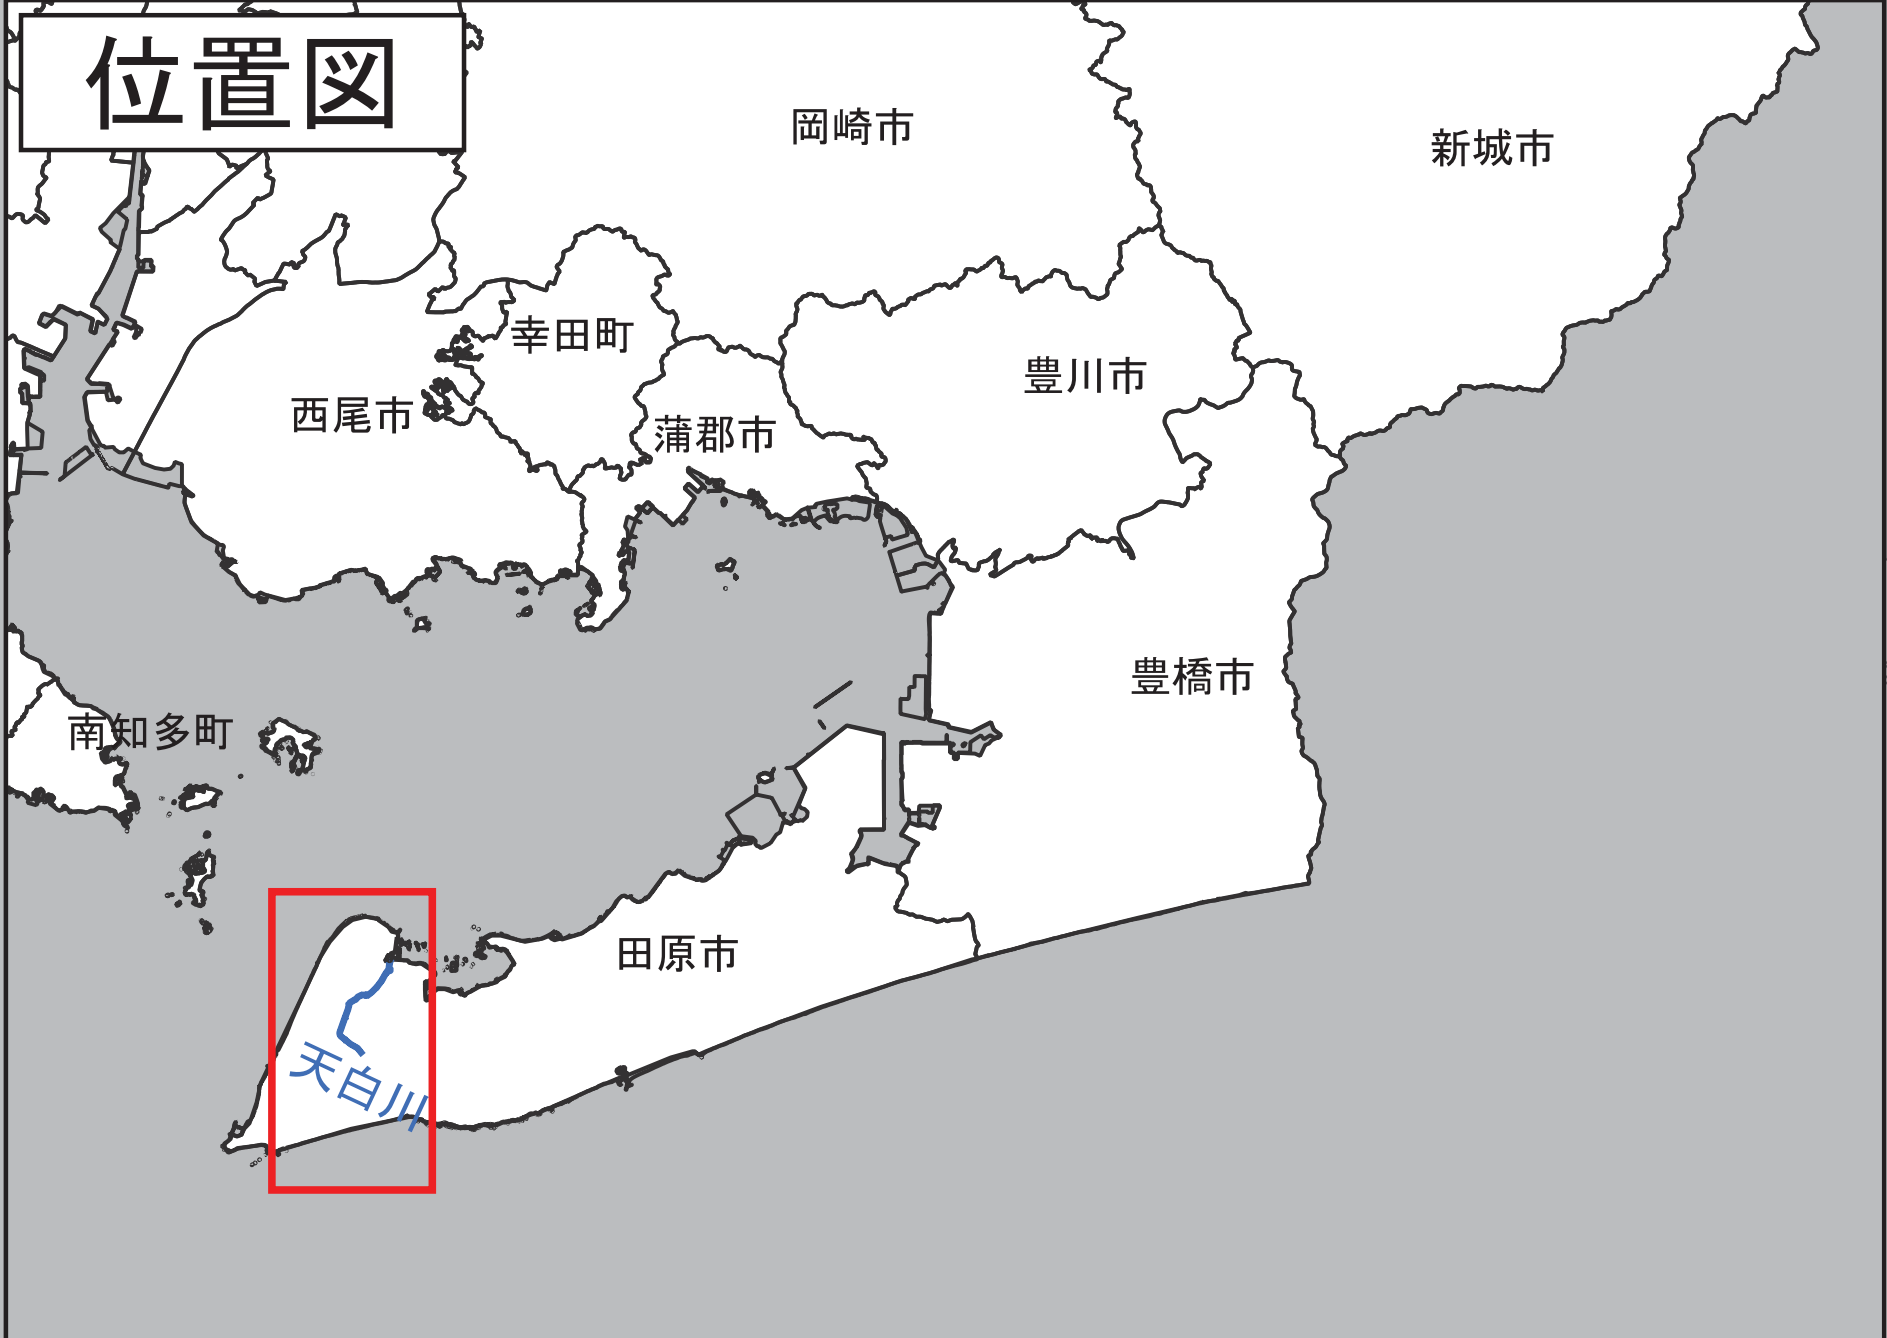 位置図
岡崎市
新城市
幸田町
豊川市
西尾市
蒲郡市
豊橋市
南知多町
田原市
天白川